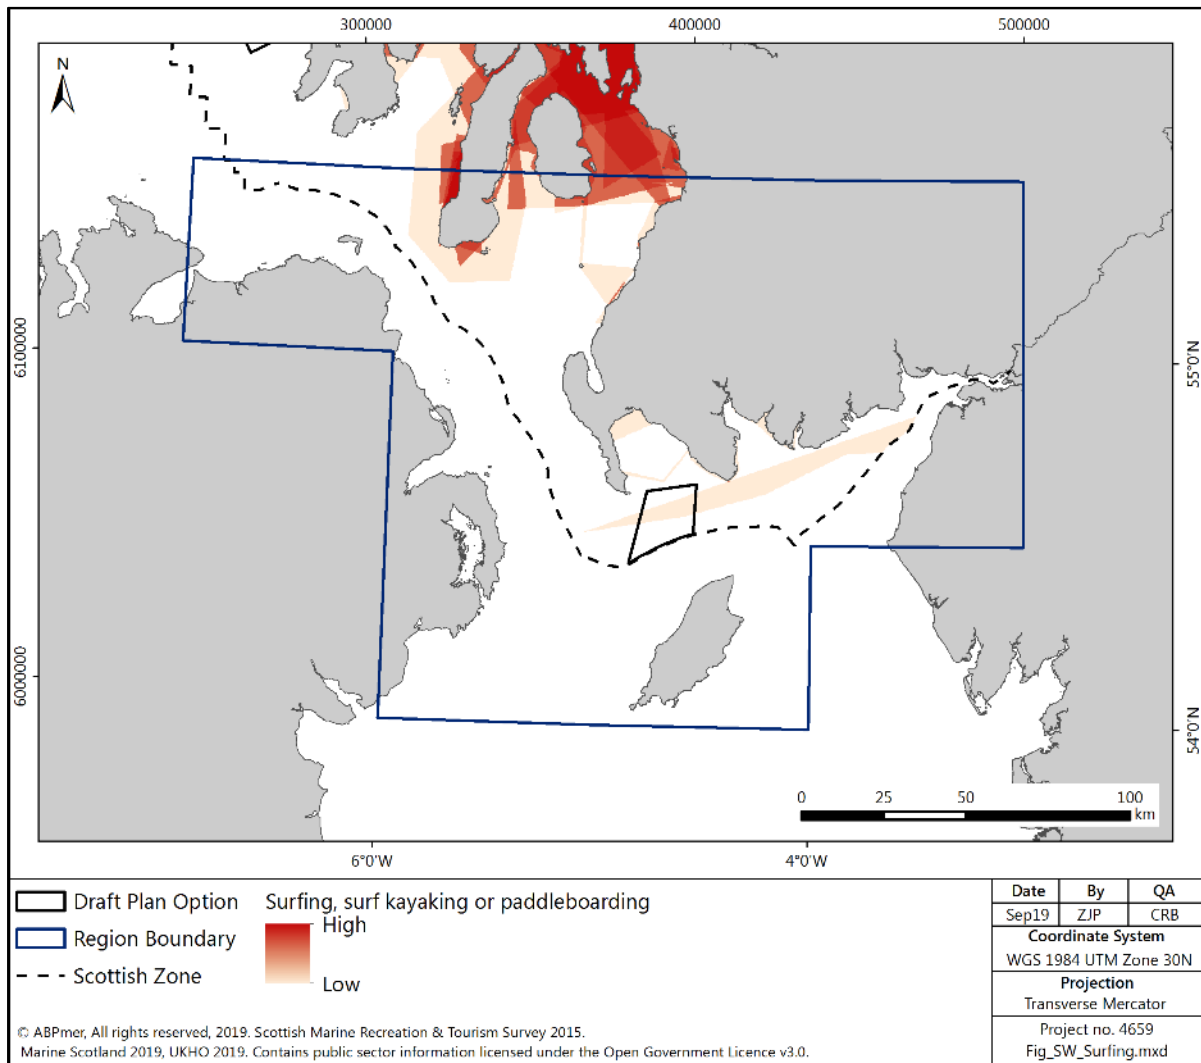 300000 400000 500000
N
6100000
55°0'N
6000000
54°0'N
0 25 50 100
km
6°0'W 4°0'W
Draft Plan Option
Region Boundary
Scottish Zone
Surfing, surf kayaking or paddleboarding
High
Low
Date By QA
Sep19 ZJP CRB
Coordinate System
WGS 1984 UTM Zone 30N
Projection
Transverse Mercator
Project no. 4659
Fig_SW_Surfing.mxd
© ABPmer, All rights reserved, 2019. Scottish Marine Recreation & Tourism Survey 2015.
Marine Scotland 2019, UKHO 2019. Contains public sector information licensed under the Open Government Licence v3.0.